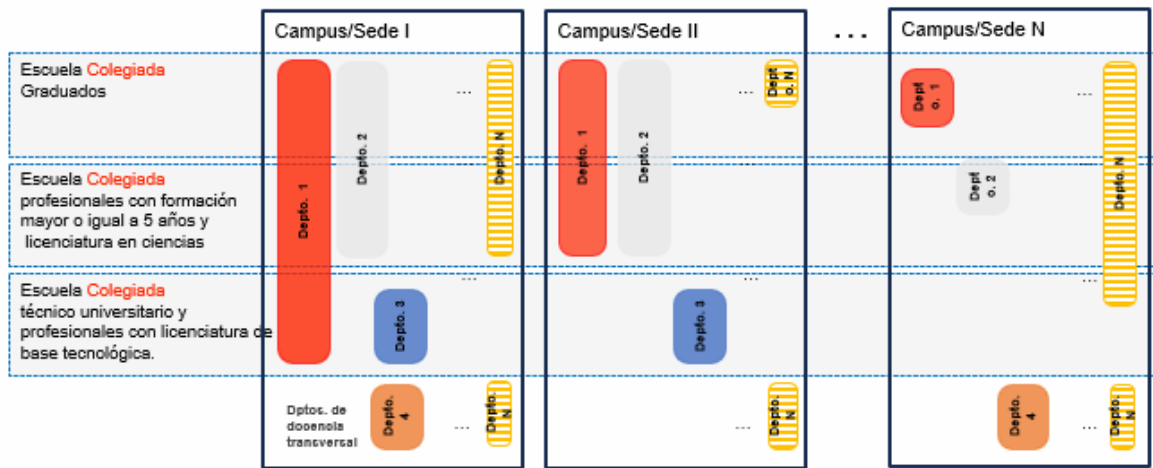 Campus/Sede I
Campus/Sede II
...
Campus/Sede N
Escuela Colegiada
Graduados
Depto. 1
Depto. 2
...
Depto. N
Depto. 1
Depto. 2
...
Dept
o. N
Dept
o. 1
...
Depto. N
Escuela Colegiada
profesionales con formación
mayor o igual a 5 años y
licenciatura en ciencias
Dept
o. 2
...
...
...
Escuela Colegiada
técnico universitario y
profesionales con licenciatura de
base tecnológica.
Depto. 3
Depto. 3
Dptos. de
docencia
transversal
Depto.
4
...
Depto.
N
...
Depto.
N
Depto.
4
...
Depto.
N